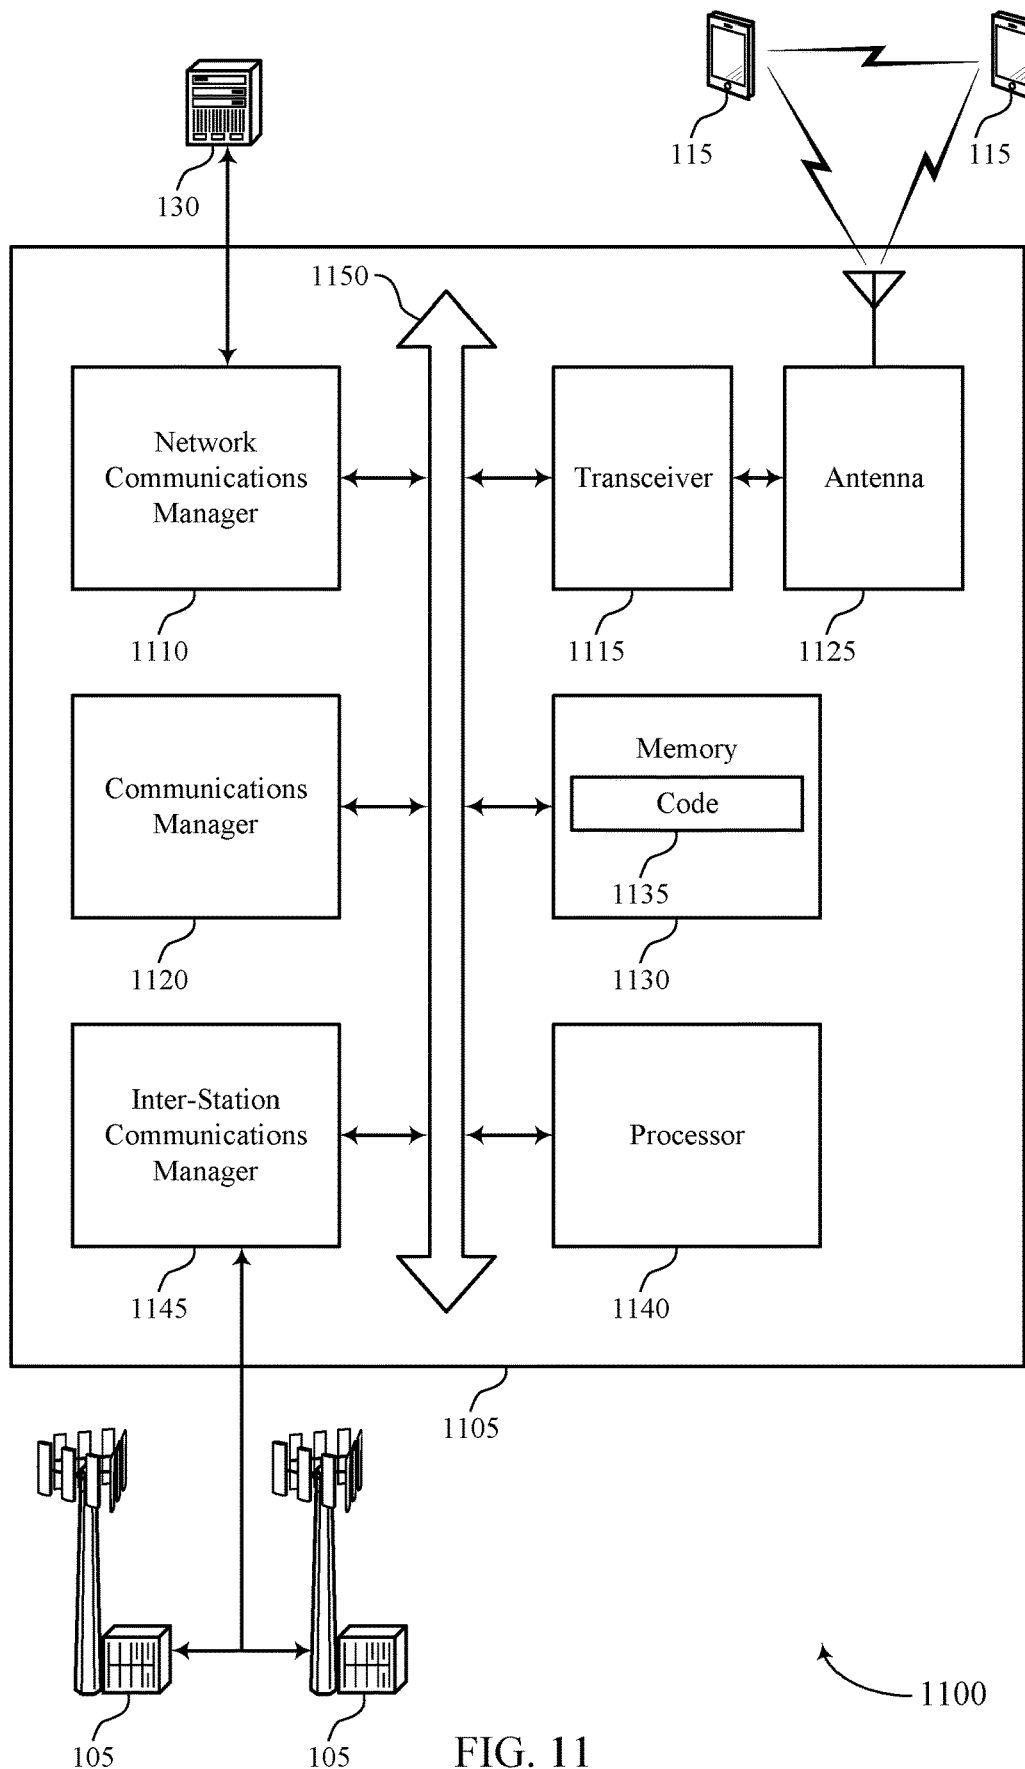 115
115
130
1150
Network
Communications
Manager
Transceiver
Antenna
1110
1115
1125
Communications
Manager
Memory
Code
1135
1120
1130
Inter-Station
Communications
Manager
Processor
1145
1140
1105
1100
105
105
FIG. 11